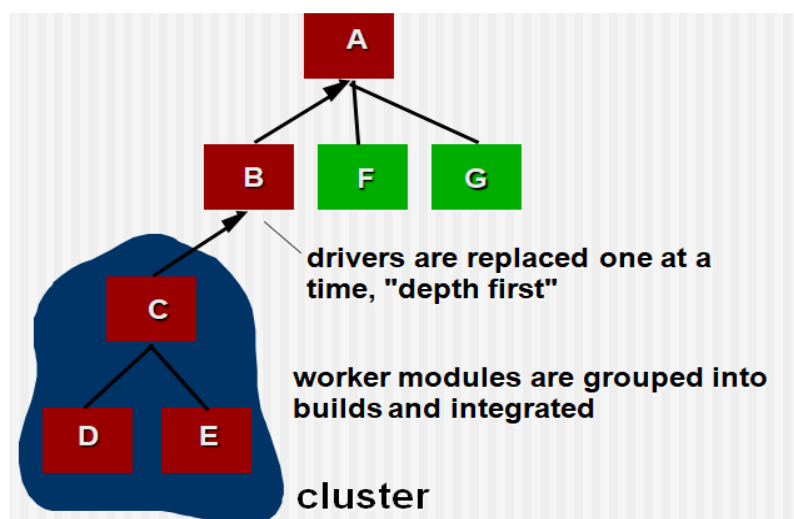 A
B F G
drivers are replaced one at a
time, "depth first"
C
worker modules are grouped into
builds and integrated
D E
cluster